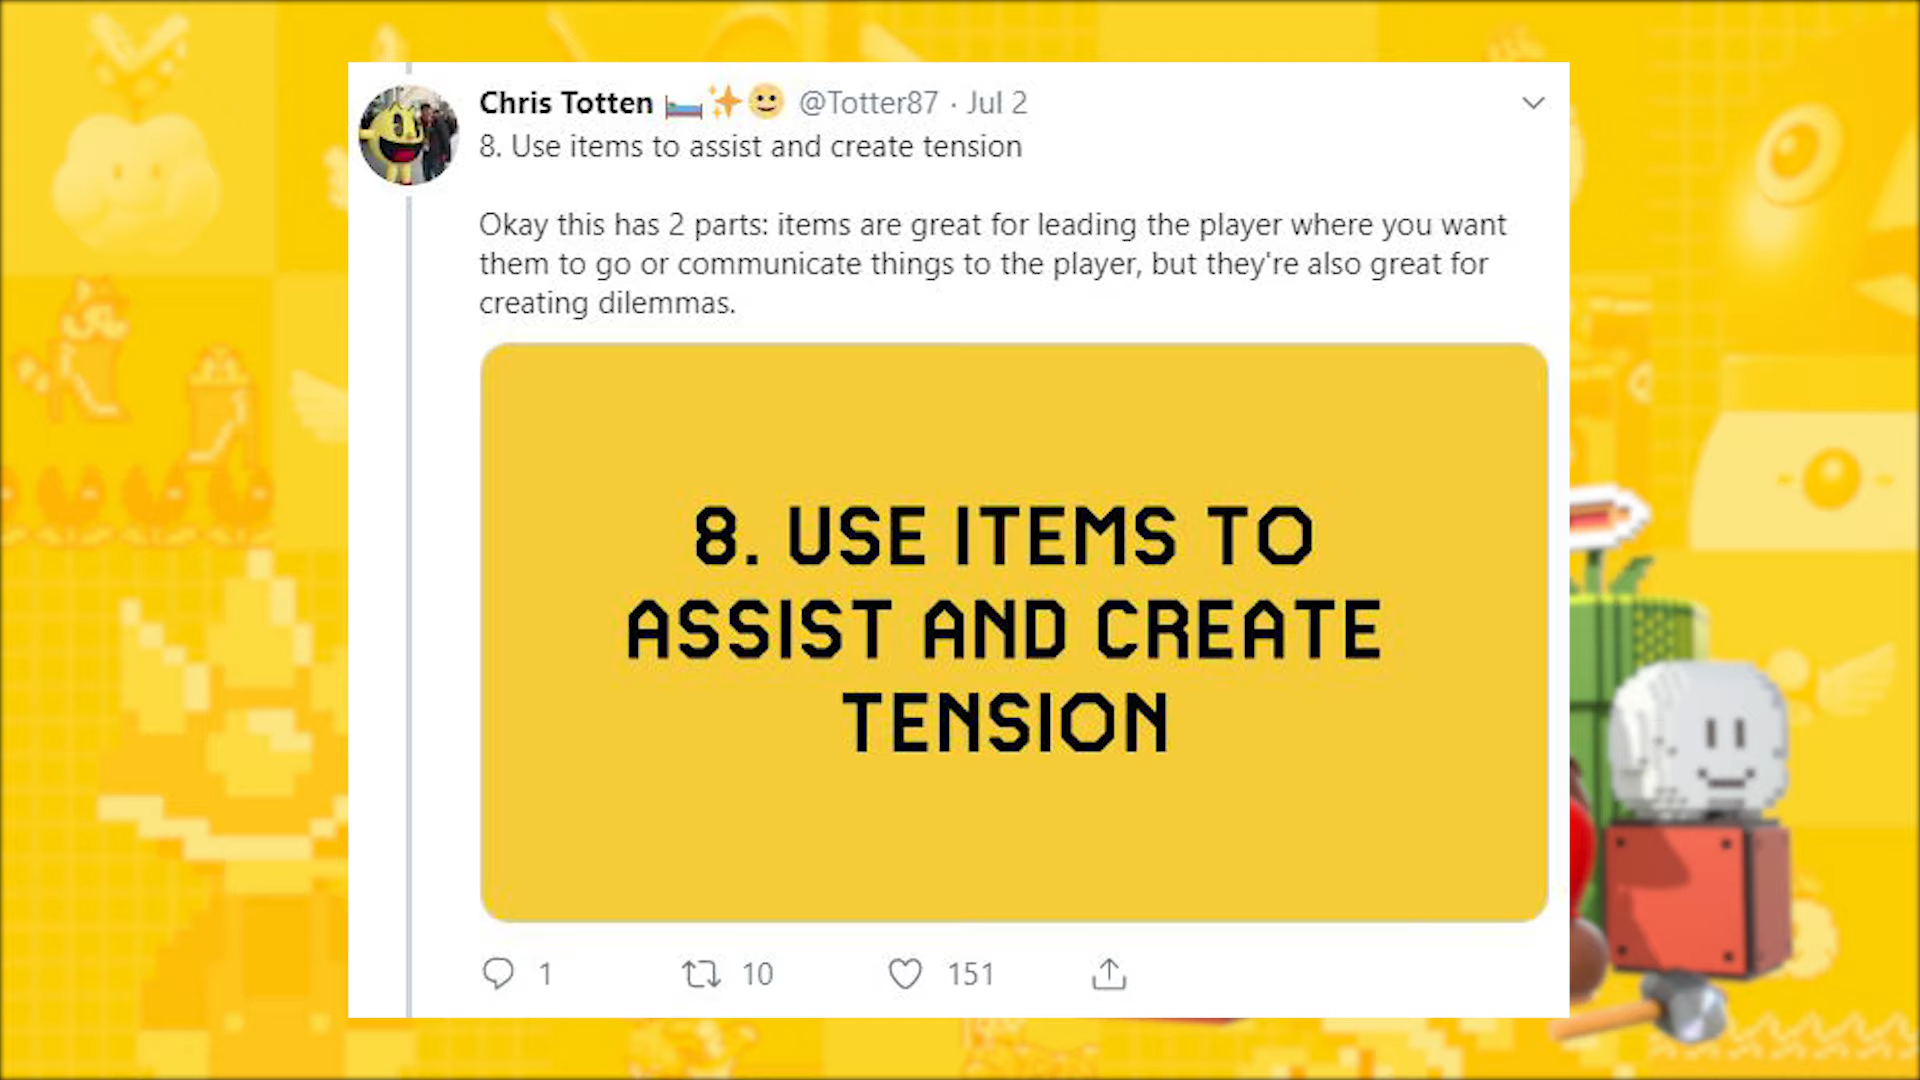 Chris Totten 🛏️✨🙂 @Totter87 · Jul 2
8. Use items to assist and create tension
Okay this has 2 parts: items are great for leading the player where you want
them to go or communicate things to the player, but they're also great for
creating dilemmas.
8. USE ITEMS TO
ASSIST AND CREATE
TENSION
1 10 151